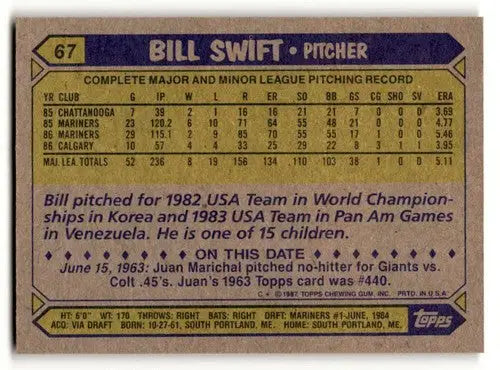 67
BILL SWIFT • PITCHER
COMPLETE MAJOR AND MINOR LEAGUE PITCHING RECORD
YR CLUB G IP W L R ER SO BB GS CG SHO SV ERA
85 CHATTANOOGA 7 39 2 1 16 16 21 21 7 0 0 0 3.69
85 MARINERS 23 120.2 6 10 71 64 55 48 21 0 0 0 4.77
86 MARINERS 29 115.1 2 9 85 70 55 55 17 1 0 0 5.46
86 CALGARY 10 57 4 4 33 25 29 22 8 3 1 1 3.95
MAJ. LEA TOTALS 52 236 8 19 156 134 110 103 38 1 0 0 5.11
Bill pitched for 1982 USA Team in World Champion-
ships in Korea and 1983 USA Team in Pan Am Games
in Venezuela. He is one of 15 children.
ON THIS DATE
June 15, 1963: Juan Marichal pitched no-hitter for Giants vs.
Colt .45's. Juan's 1963 Topps card was #440.
© 1987 TOPPS CHEWING GUM, INC. PRTD. IN U.S.A.
HT: 6'0" WT: 170 THROWS: RIGHT BATS: RIGHT DRAFT: MARINERS #1-JUNE, 1984
ACQ: VIA DRAFT BORN: 10-27-61, SOUTH PORTLAND, ME. HOME: SOUTH PORTLAND, ME.
topps